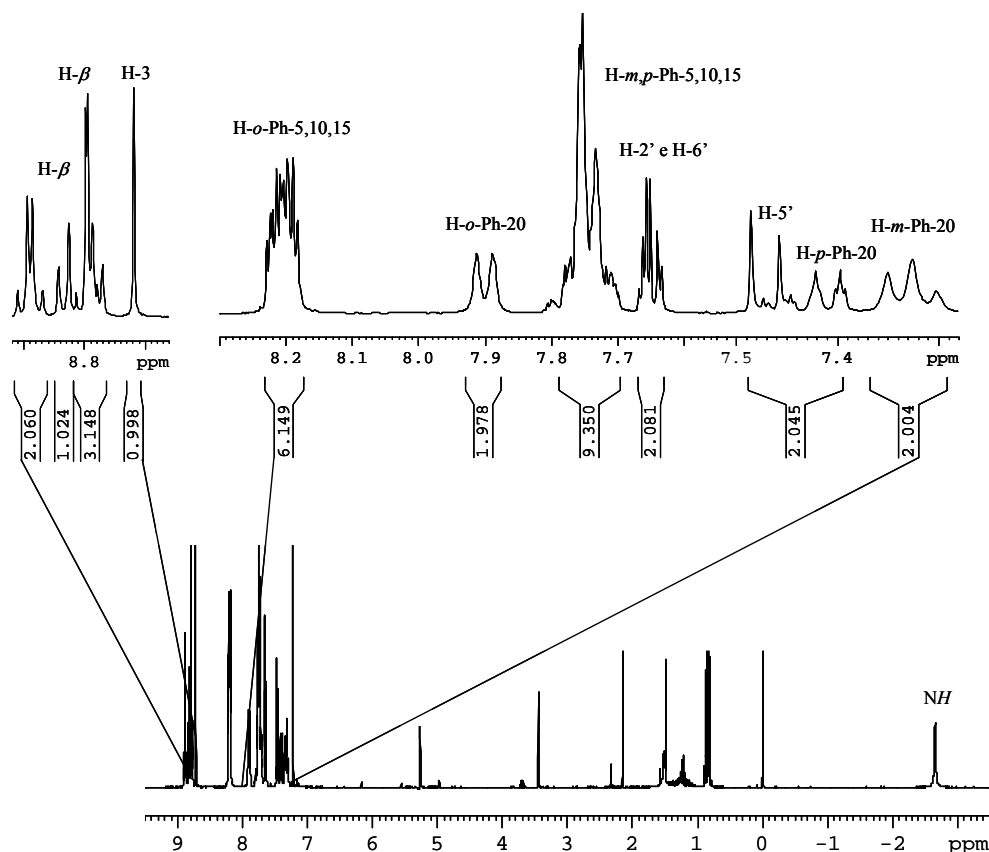 H-β
H-3
H-m,p-Ph-5,10,15
H-o-Ph-5,10,15
H-2’ e H-6’
H-β
H-5’
H-o-Ph-20
H-p-Ph-20
H-m-Ph-20
8.8 ppm
8.2 8.1 8.0 7.9 7.8 7.7 7.5 7.4 ppm
2.060
1.024
3.148
0.998
6.149
1.978
9.350
2.081
2.045
2.004
NH
9 8 7 6 5 4 3 2 1 0 -1 -2 ppm